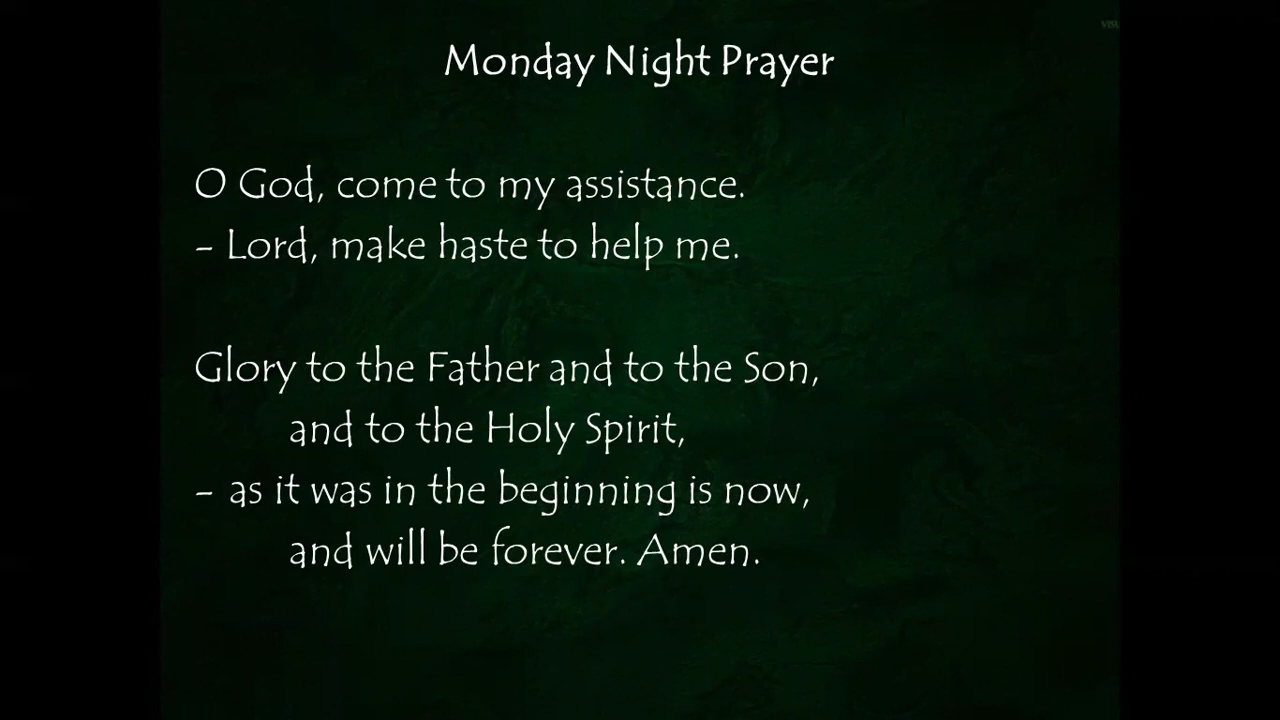 Monday Night Prayer
O God, come to my assistance.
- Lord, make haste to help me.
Glory to the Father and to the Son,
and to the Holy Spirit,
- as it was in the beginning is now,
and will be forever. Amen.